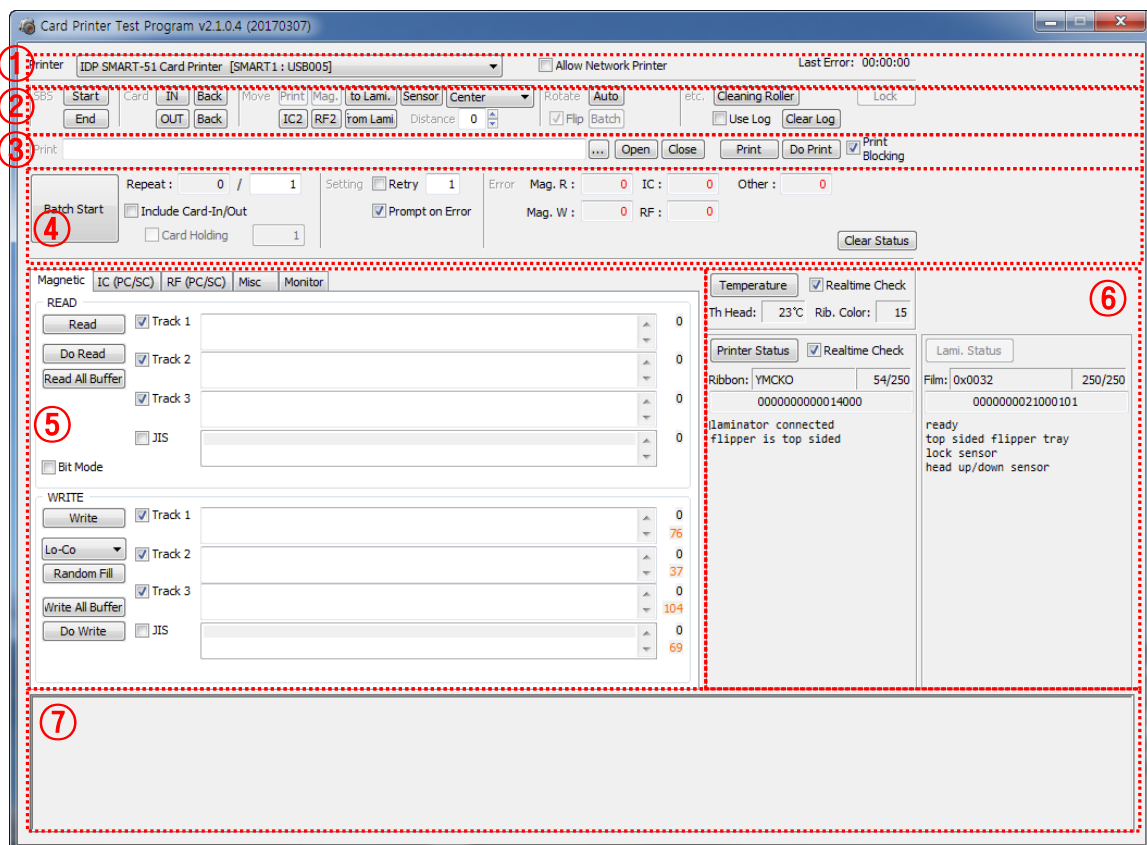 Card Printer Test Program v2.1.0.4 (20170307)
①
Printer IDP SMART-51 Card Printer [SMART1 : USB005] Allow Network Printer Last Error: 00:00:00
②
SBS Start Card IN Back Move Print Mag. to Lami. Sensor Center Rotate Auto etc. Cleaning Roller Lock
End OUT Back IC2 RF2 from Lami Distance 0 Flip Batch Use Log Clear Log
③
Print ... Open Close Print Do Print Print Blocking
④
Batch Start Repeat : 0 / 1 Setting Retry 1 Error Mag. R : 0 IC : 0 Other : 0
Include Card-In/Out Prompt on Error Mag. W : 0 RF : 0
Card Holding 1 Clear Status
⑤
Magnetic IC (PC/SC) RF (PC/SC) Misc Monitor
READ
Read Track 1 0
Do Read Track 2 0
Read All Buffer
Track 3 0
JIS 0
Bit Mode
WRITE
Write Track 1 0
76
Lo-Co Track 2 0
Random Fill 37
Track 3 0
Write All Buffer 104
Do Write JIS 0
69
⑥
Temperature Realtime Check
Th Head: 23℃ Rib. Color: 15
Printer Status Realtime Check
Ribbon: YMCKO 54/250
0000000000014000
laminator connected
flipper is top sided
Lami. Status
Film: 0x0032 250/250
0000000021000101
ready
top sided flipper tray
lock sensor
head up/down sensor
⑦